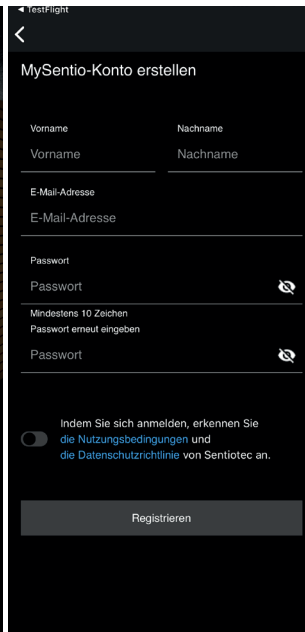 ◄ TestFlight
MySentio-Konto erstellen
Vorname Nachname
Vorname Nachname
E-Mail-Adresse
E-Mail-Adresse
Passwort
Passwort
Mindestens 10 Zeichen
Passwort erneut eingeben
Passwort
Indem Sie sich anmelden, erkennen Sie
die Nutzungsbedingungen und
die Datenschutzrichtlinie von Sentiotec an.
Registrieren